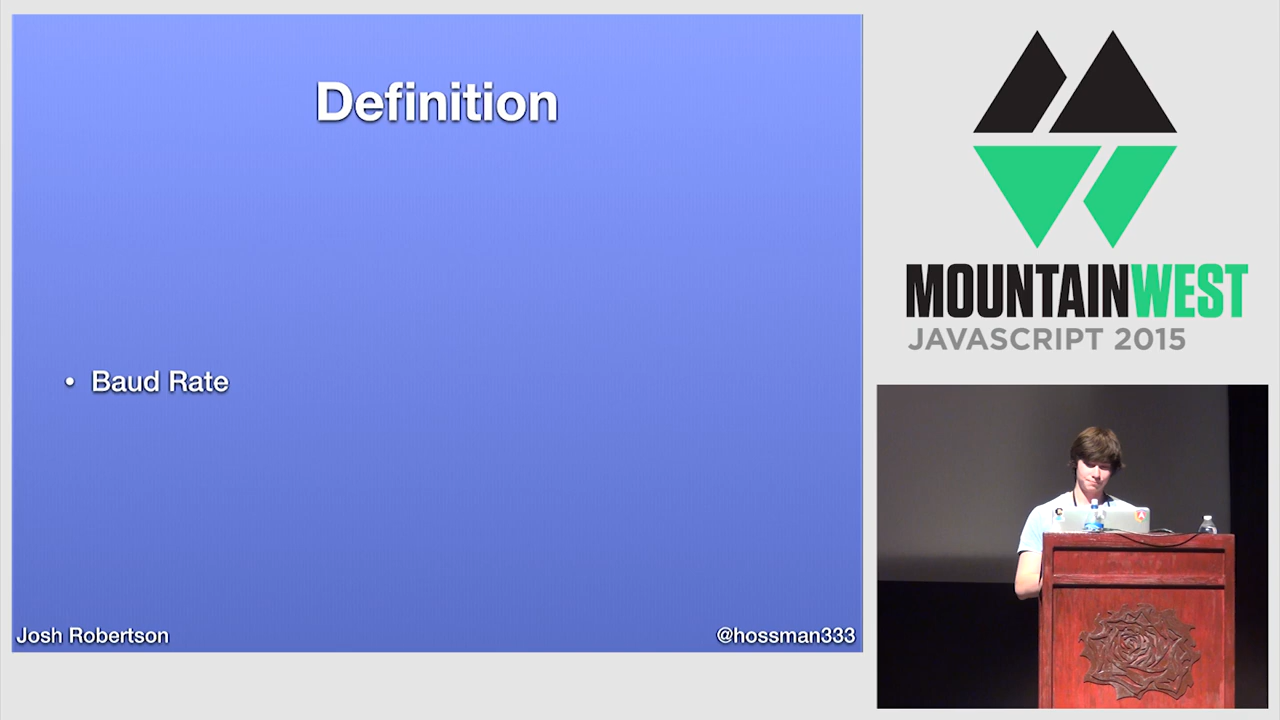 Definition
• Baud Rate
Josh Robertson
@hossman333
MOUNTAINWEST
JAVASCRIPT 2015